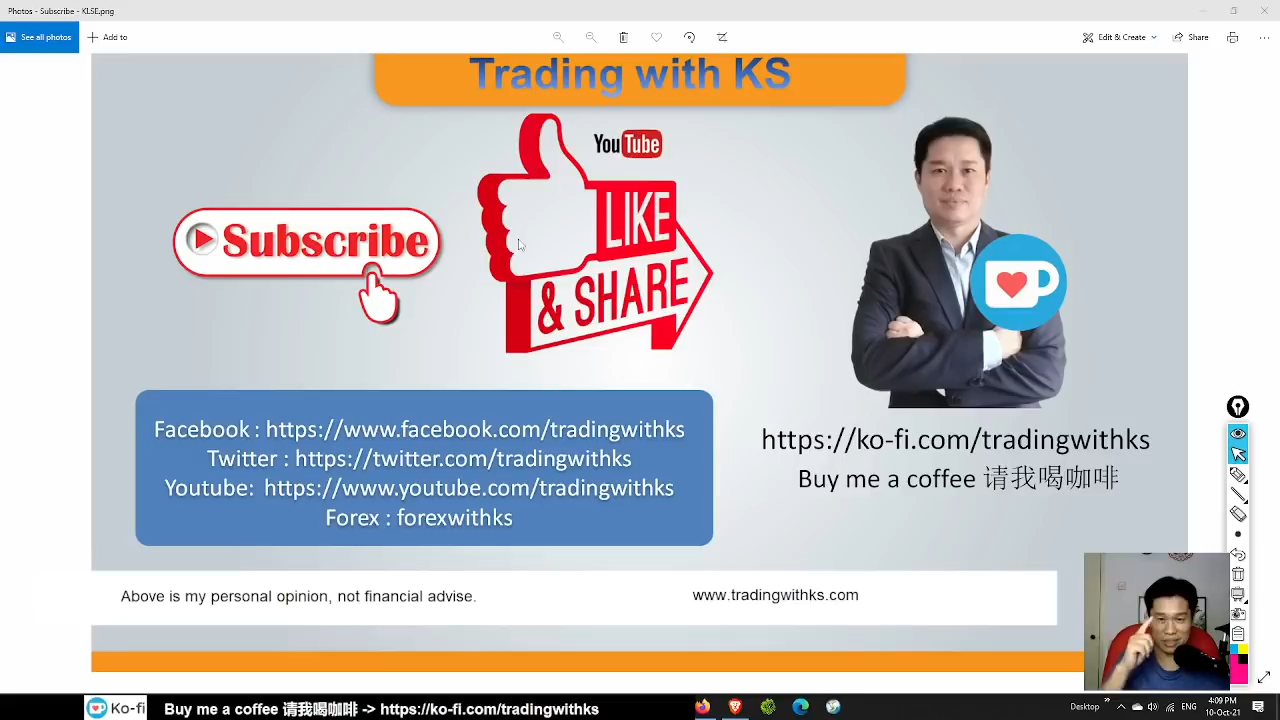 Photos - Subscribe - KLSE.png
See all photos
Add to
Edit & Create
Share
Trading with KS
YouTube
Subscribe
LIKE
& SHARE
Facebook : https://www.facebook.com/tradingwithks
Twitter : https://twitter.com/tradingwithks
Youtube: https://www.youtube.com/tradingwithks
Forex : forexwithks
https://ko-fi.com/tradingwithks
Buy me a coffee 请我喝咖啡
Above is my personal opinion, not financial advise.
www.tradingwithks.com
Ko-fi
Buy me a coffee 请我喝咖啡 -> https://ko-fi.com/tradingwithks
Desktop
4:09 PM
10-Oct-21